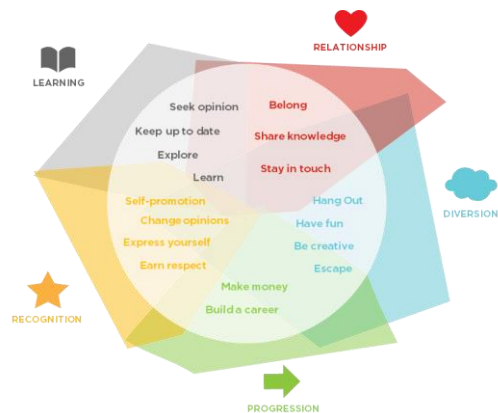 RELATIONSHIP
LEARNING
Seek opinion
Keep up to date
Explore
Learn
Belong
Share knowledge
Stay in touch
DIVERSION
Hang Out
Have fun
Be creative
Escape
Self-promotion
Change opinions
Express yourself
Earn respect
RECOGNITION
Make money
Build a career
PROGRESSION